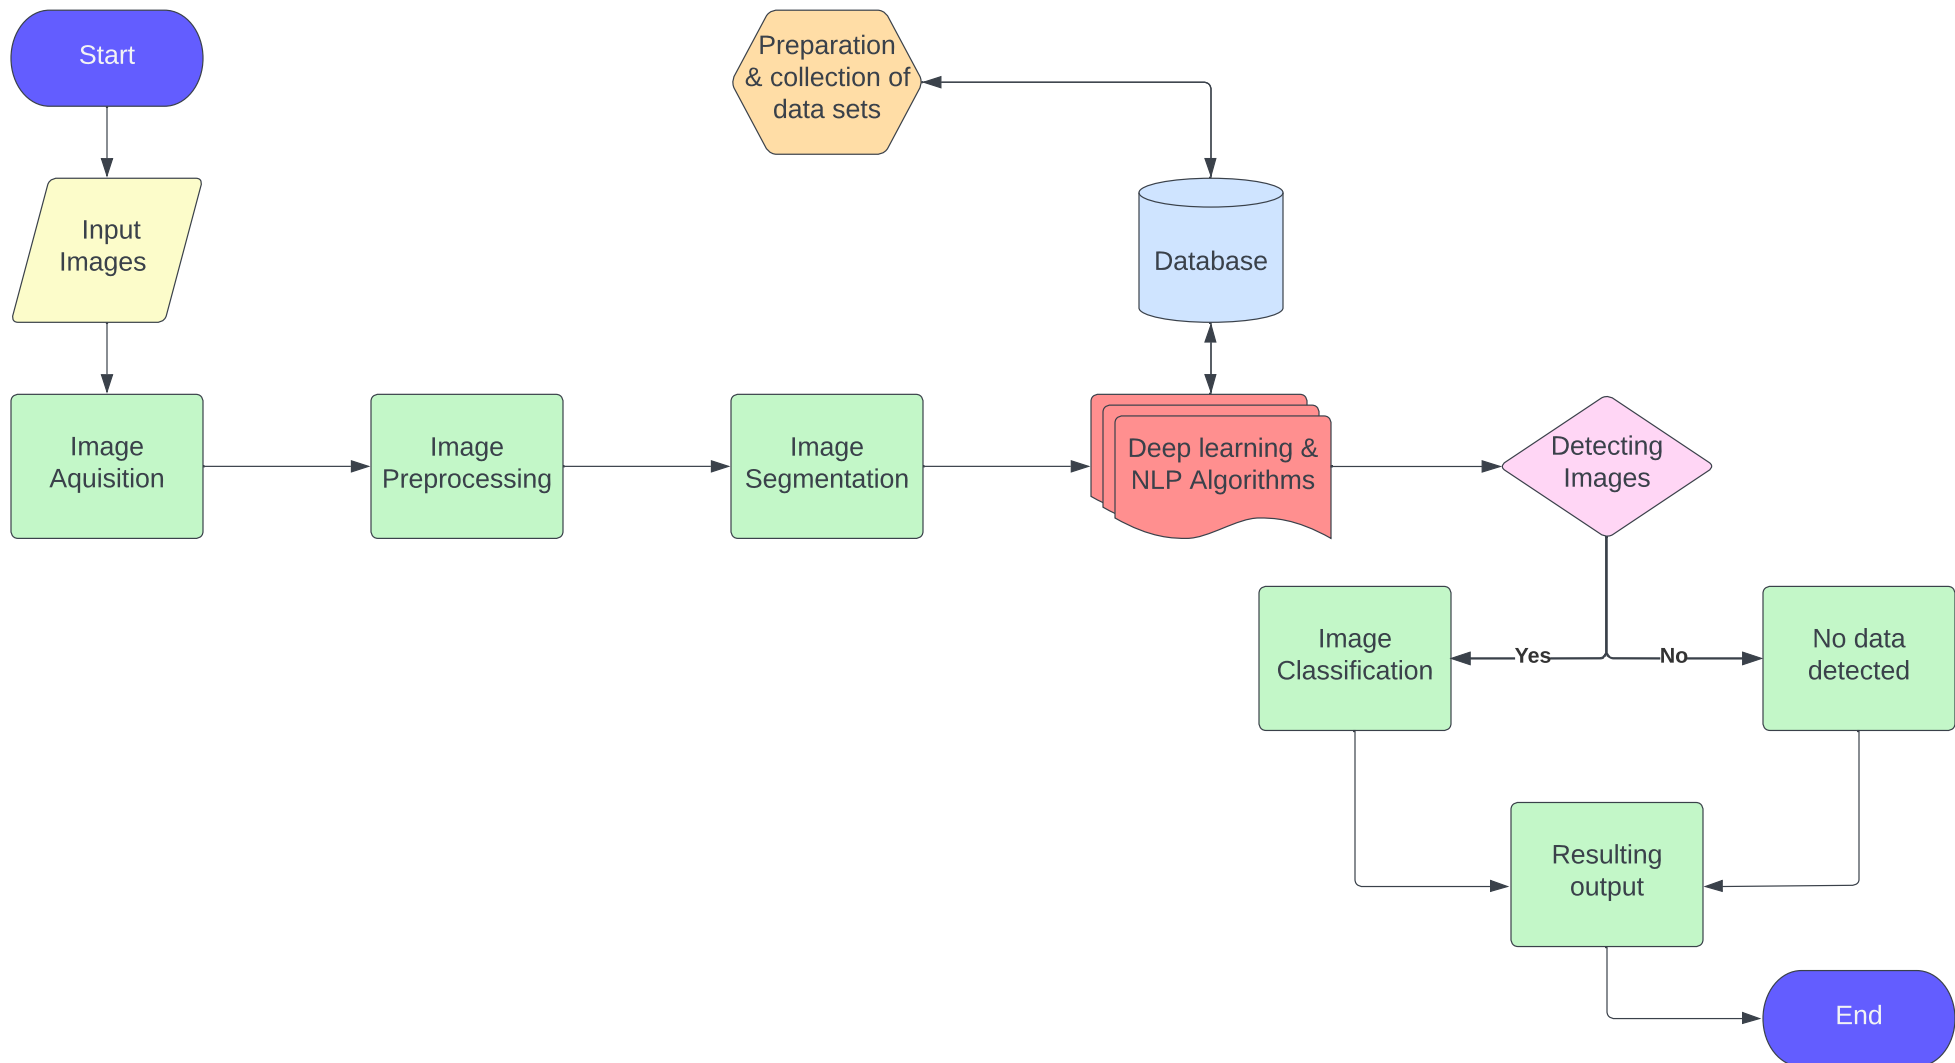 Start
Preparation
& collection of
data sets
Input
Images
Database
Image
Aquisition
Image
Preprocessing
Image
Segmentation
Deep learning &
NLP Algorithms
Detecting
Images
Image
Classification
Yes
No
No data
detected
Resulting
output
End